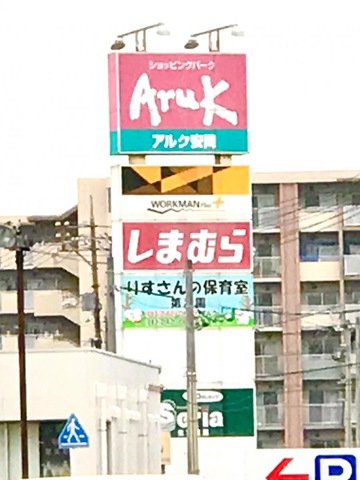 ショッピングパーク
Aruk
アルク安岡
WORKMAN Plus+
しまむら
りすさんの保育室
Seria
P